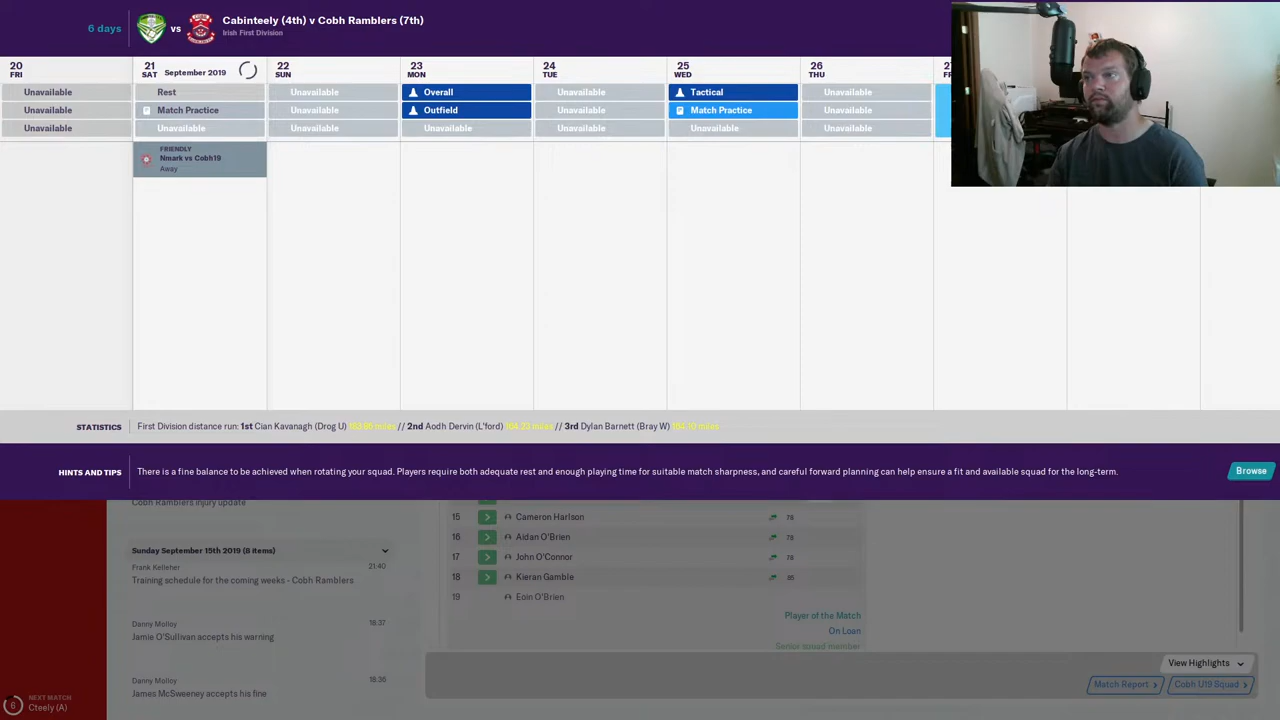 6 days
vs
Cabinteely (4th) v Cobh Ramblers (7th)
Irish First Division
20
FRI
21
SAT
September 2019
22
SUN
23
MON
24
TUE
25
WED
26
THU
Unavailable
Rest
Unavailable
Overall
Unavailable
Tactical
Unavailable
Unavailable
Match Practice
Unavailable
Outfield
Unavailable
Match Practice
Unavailable
Unavailable
Unavailable
Unavailable
Unavailable
Unavailable
Unavailable
Unavailable
FRIENDLY
Nmark vs Cobh19
Away
STATISTICS
First Division distance run: 1st Cian Kavanagh (Drog U) // 2nd Aodh Dervin (L'ford) // 3rd Dylan Barnett (Bray W)
HINTS AND TIPS
There is a fine balance to be achieved when rotating your squad. Players require both adequate rest and enough playing time for suitable match sharpness, and careful forward planning can help ensure a fit and available squad for the long-term.
Browse
Cobh Ramblers injury update
Sunday September 15th 2019 (8 items)
Frank Kelleher
21:40
Training schedule for the coming weeks - Cobh Ramblers
Danny Molloy
18:37
Jamie O'Sullivan accepts his warning
Danny Molloy
18:36
James McSweeney accepts his fine
15 Cameron Harlson 78
16 Aidan O'Brien 78
17 John O'Connor 78
18 Kieran Gamble 85
19 Eoin O'Brien
Player of the Match
On Loan
Senior squad member
View Highlights
Match Report
Cobh U19 Squad
6
NEXT MATCH
Cteely (A)